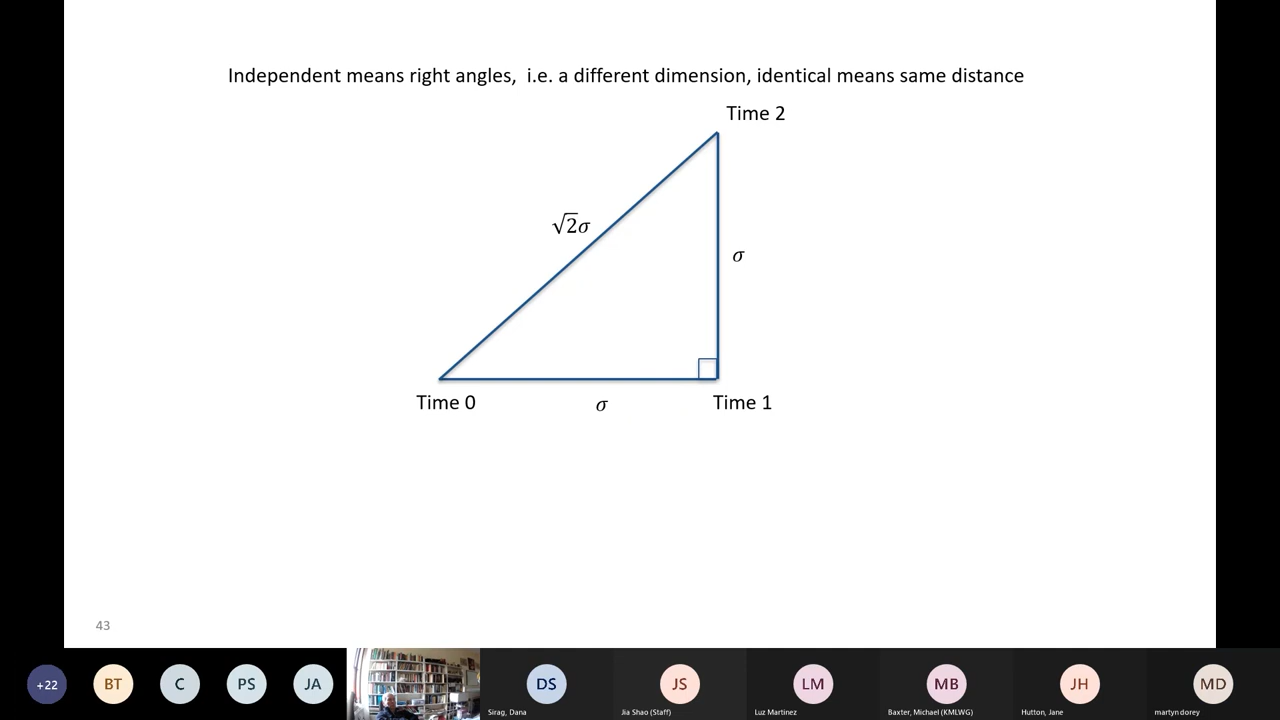 Independent means right angles,  i.e. a different dimension, identical means same distance
Time 2
√2σ
σ
Time 0
σ
Time 1
43
+22
BT
C
PS
JA
DS
JS
LM
MB
JH
MD
Sirag, Dana
Jia Shao (Staff)
Luz Martinez
Baxter, Michael (KMLWG)
Hutton, Jane
martyn dorey